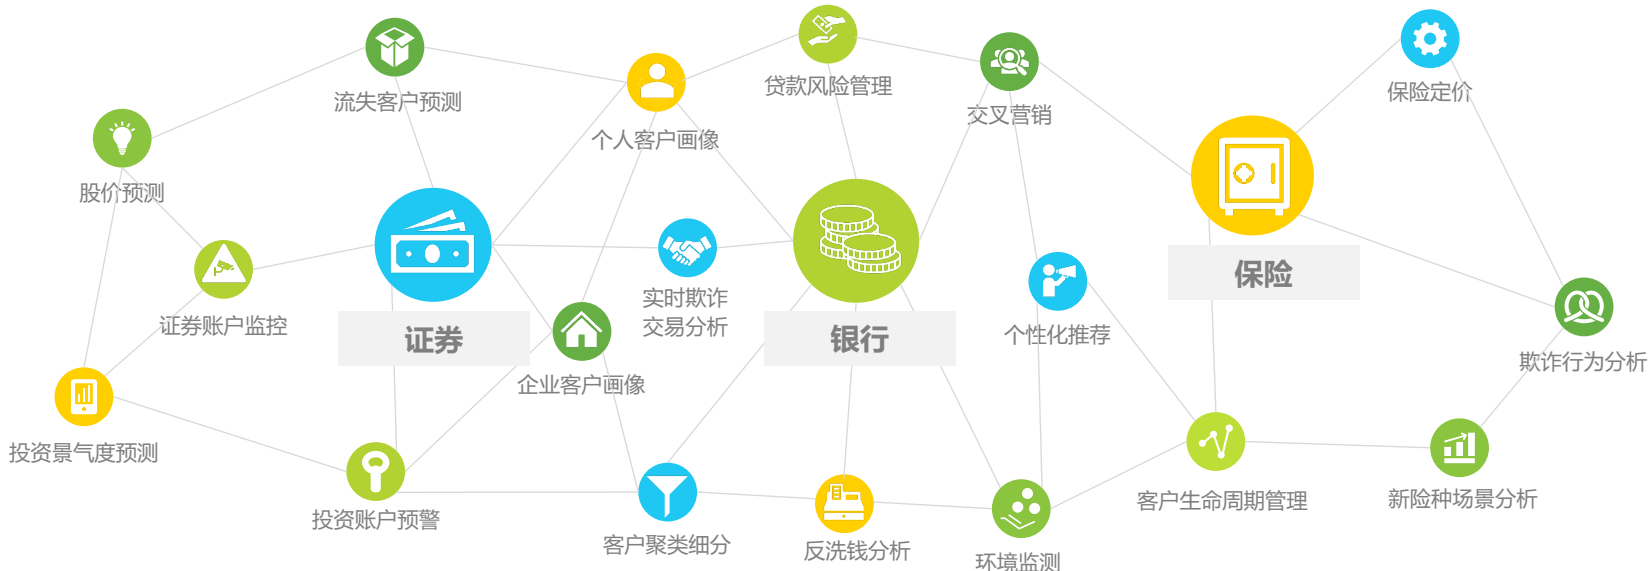 流失客户预测
贷款风险管理
交叉营销
保险定价
个人客户画像
股价预测
证券账户监控
实时欺诈
交易分析
保险
证券
银行
个性化推荐
欺诈行为分析
企业客户画像
投资景气度预测
投资账户预警
客户聚类细分
反洗钱分析
环境监测
客户生命周期管理
新险种场景分析